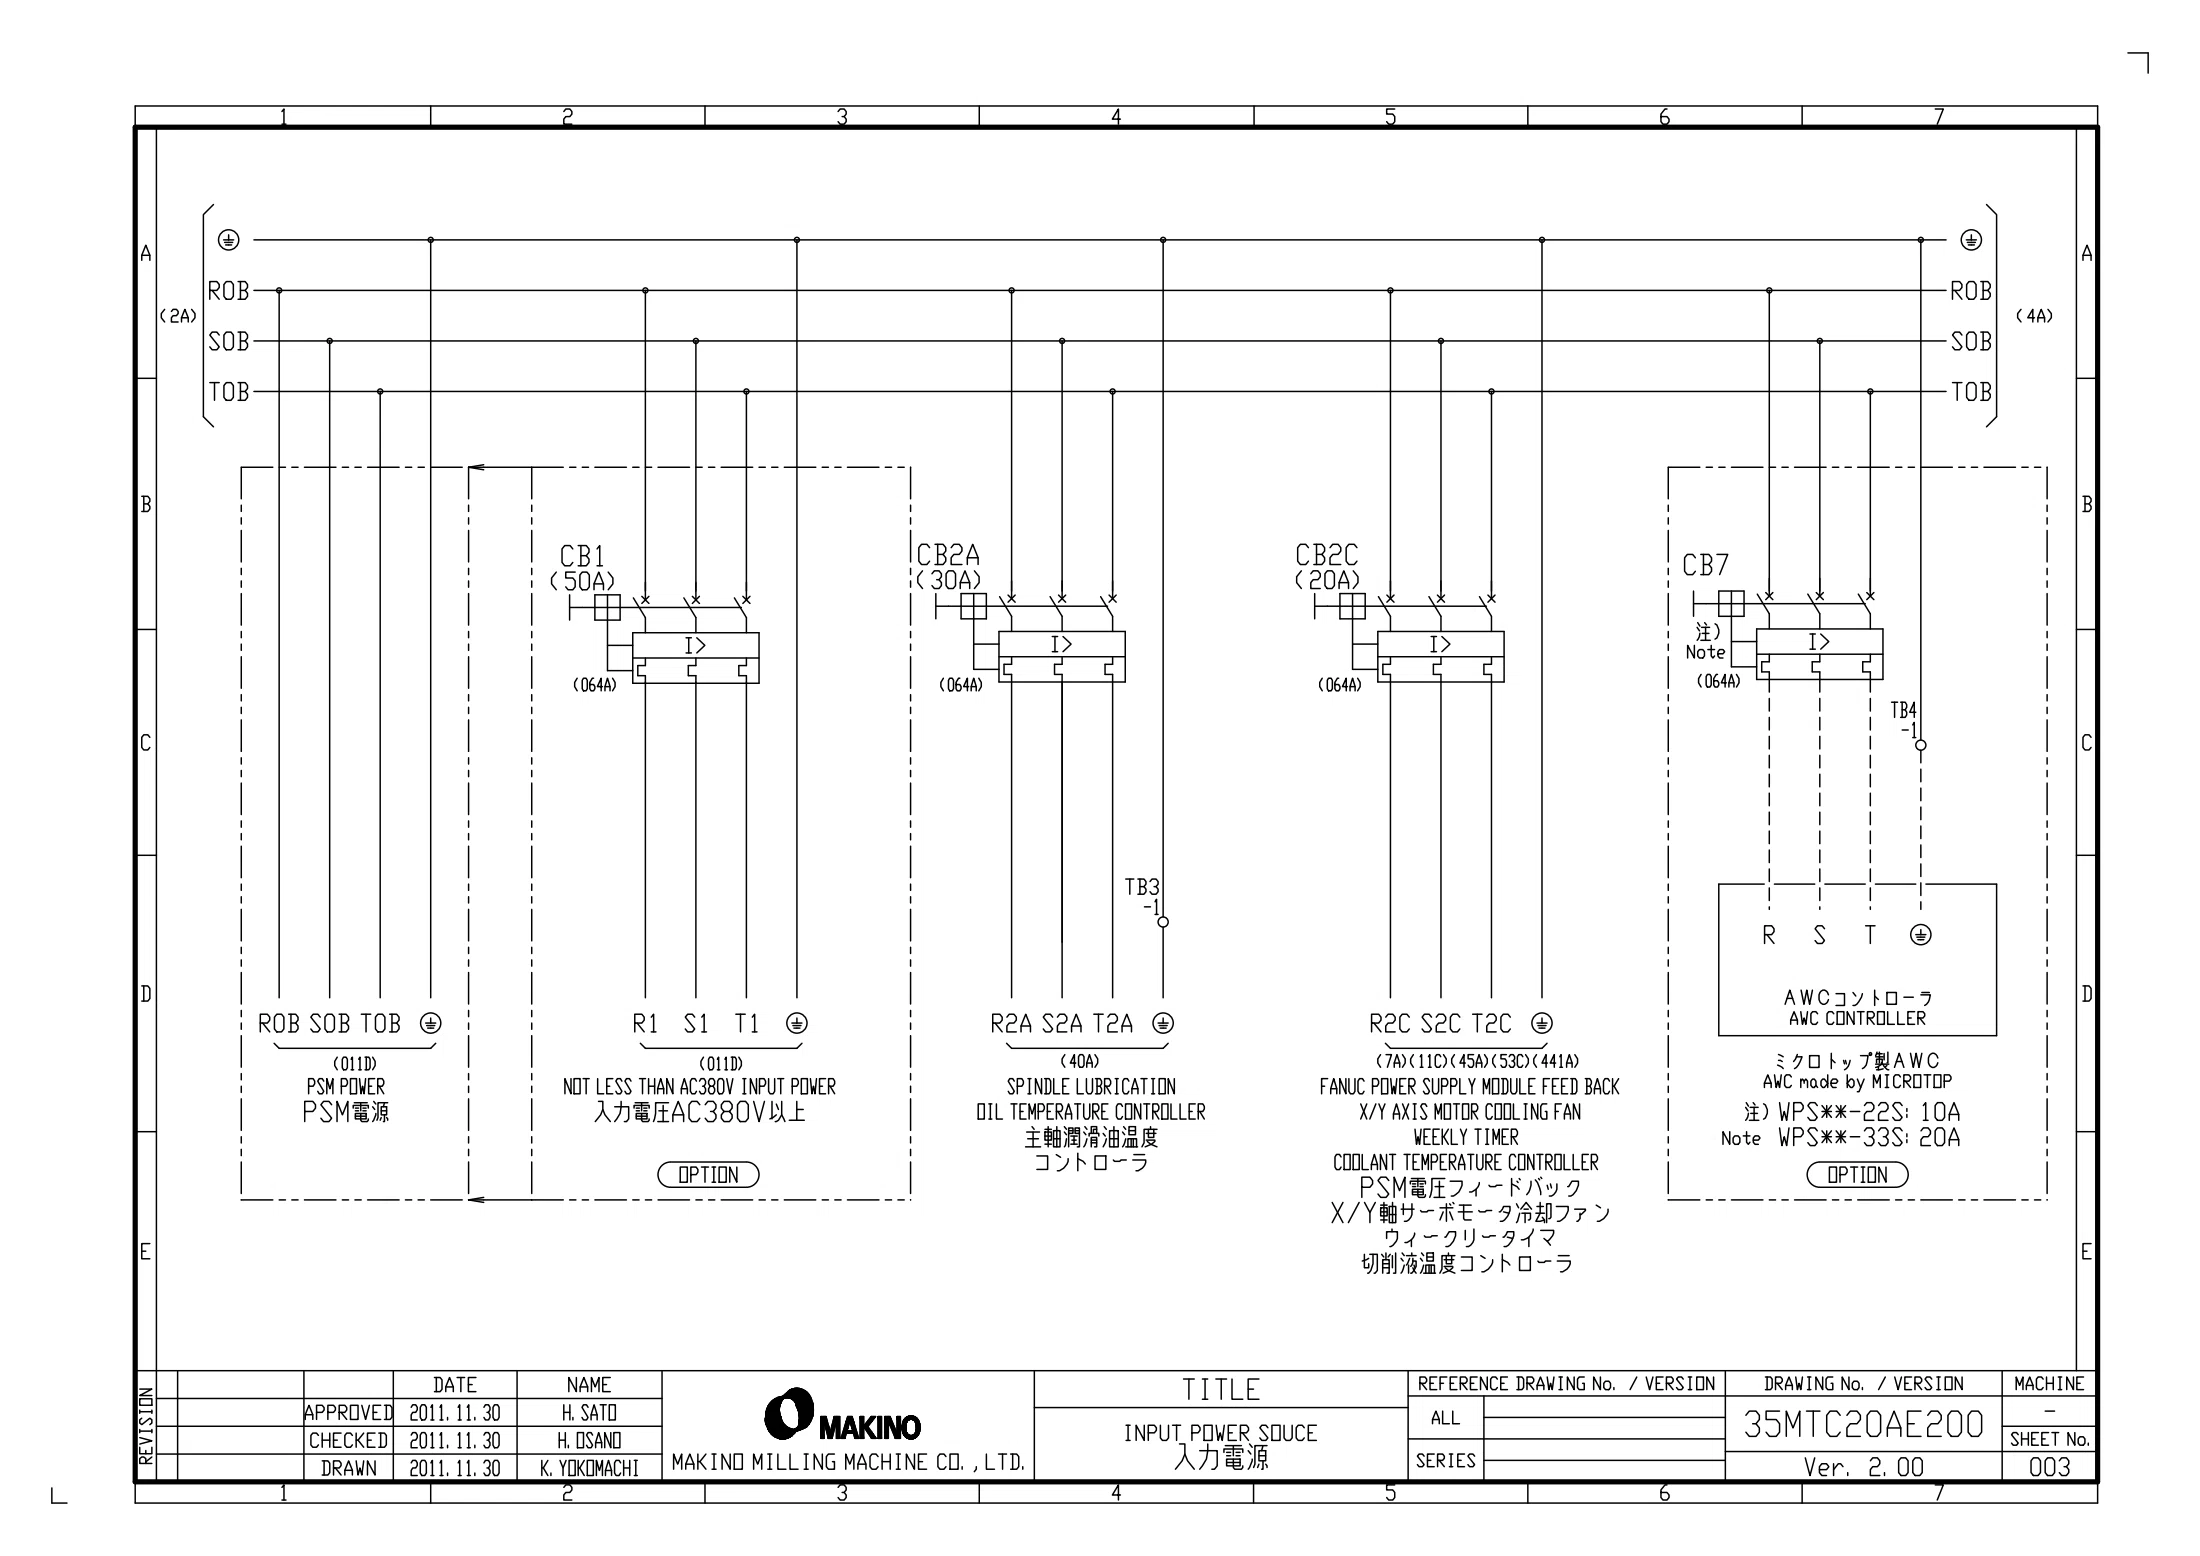 1 2 3 4 5 6 7
A A
ROB ROB
(2A) (4A)
SOB SOB
TOB TOB
B B
CB1
(50A)
CB2A
(30A)
CB2C
(20A)
CB7
注)
Note
I> I> I> I>
(064A) (064A) (064A) (064A)
TB4
-1
C C
TB3
-1
R S T
D D
AWCコントローラ
AWC CONTROLLER
ROB SOB TOB
(011D)
PSM POWER
PSM電源
R1 S1 T1
(011D)
NOT LESS THAN AC380V INPUT POWER
入力電圧AC380V以上
OPTION
R2A S2A T2A
(40A)
SPINDLE LUBRICATION
OIL TEMPERATURE CONTROLLER
主軸潤滑油温度
コントローラ
R2C S2C T2C
(7A)(11C)(45A)(53C)(441A)
FANUC POWER SUPPLY MODULE FEED BACK
X/Y AXIS MOTOR COOLING FAN
WEEKLY TIMER
COOLANT TEMPERATURE CONTROLLER
PSM電圧フィードバック
X/Y軸サーボモータ冷却ファン
ウィークリータイマ
切削液温度コントローラ
ミクロトップ製AWC
AWC made by MICROTOP
注) WPS**-22S: 10A
Note WPS**-33S: 20A
OPTION
E E
REVISION
DATE NAME
APPROVED 2011. 11. 30 H. SATO
CHECKED 2011. 11. 30 H. OSANO
DRAWN 2011. 11. 30 K. YOKOMACHI
MAKINO
MAKINO MILLING MACHINE CO. , LTD.
TITLE
INPUT POWER SOUCE
入力電源
REFERENCE DRAWING No. / VERSION
ALL
SERIES
DRAWING No. / VERSION
35MTC20AE200
Ver. 2. 00
MACHINE
-
SHEET No.
003
1 2 3 4 5 6 7